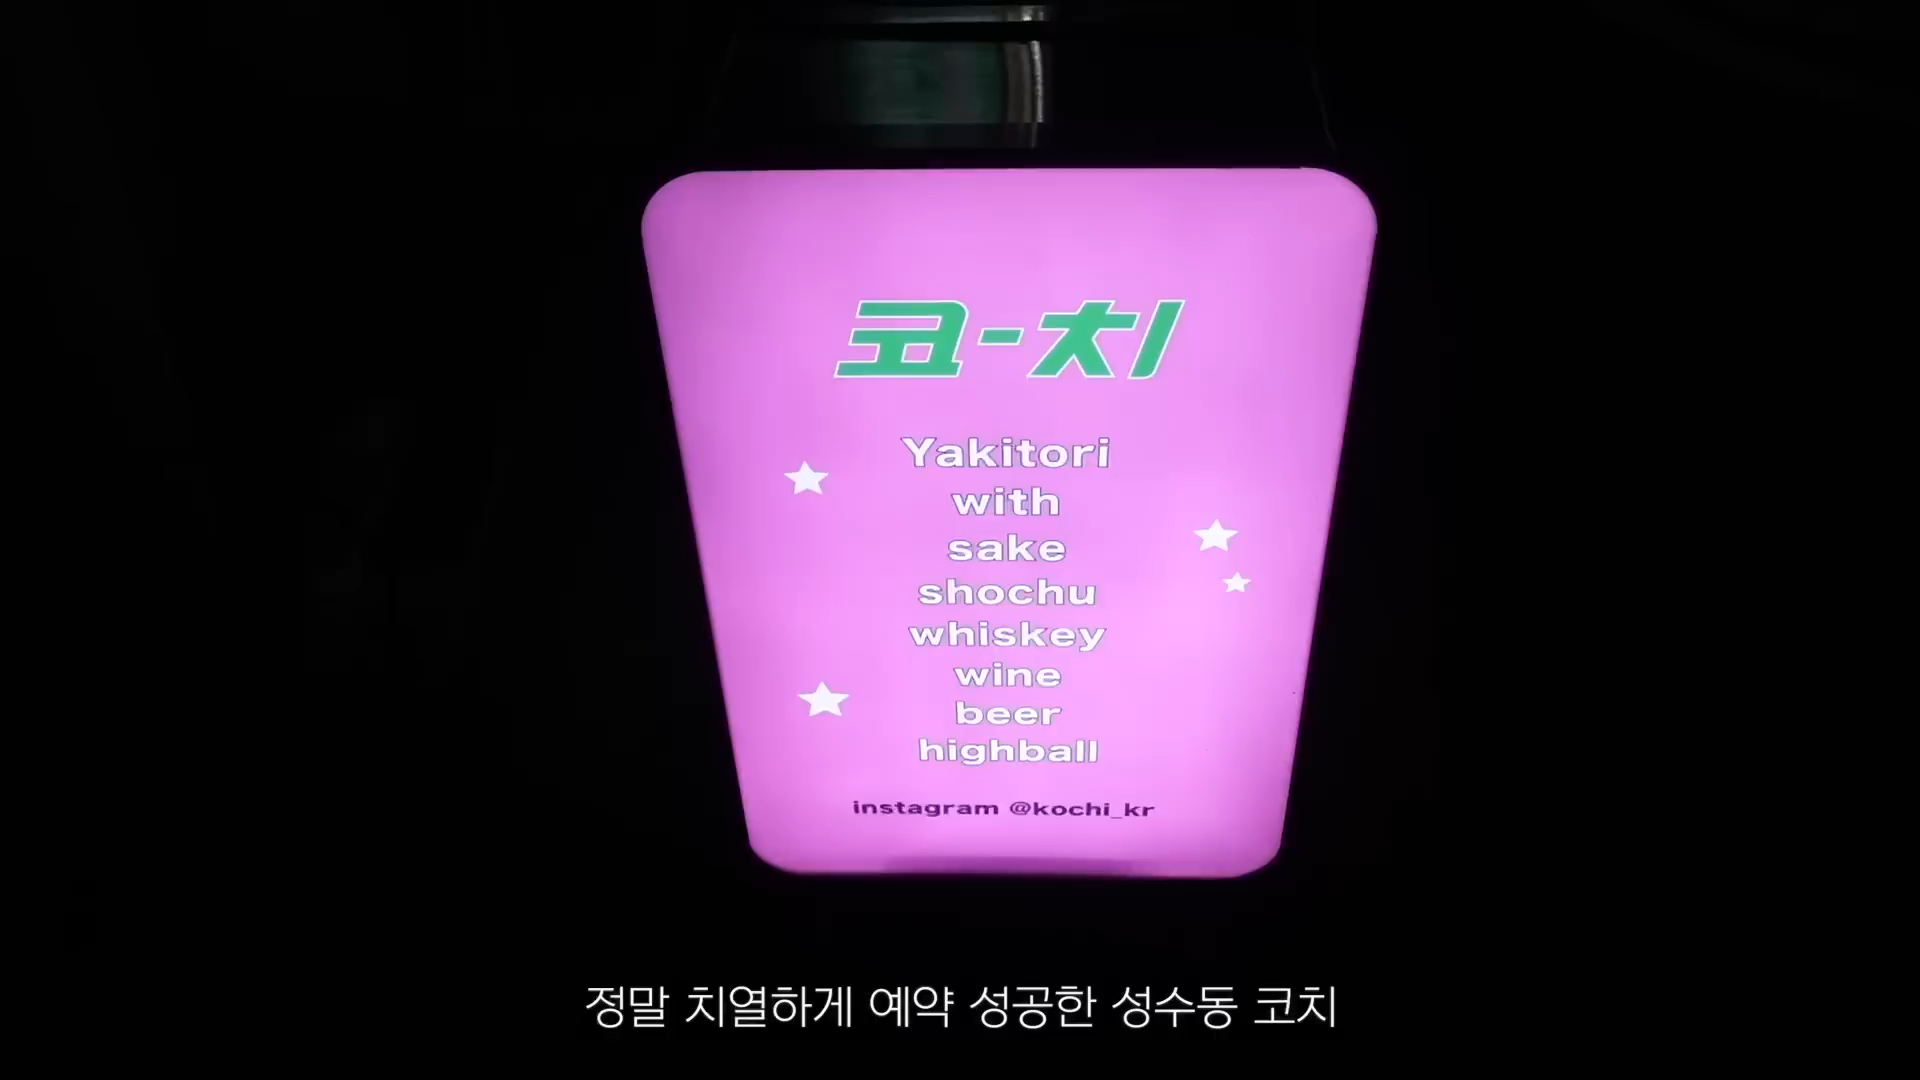 코-치
Yakitori
with
sake
shochu
whiskey
wine
beer
highball
instagram @kochi_kr
정말 치열하게 예약 성공한 성수동 코치